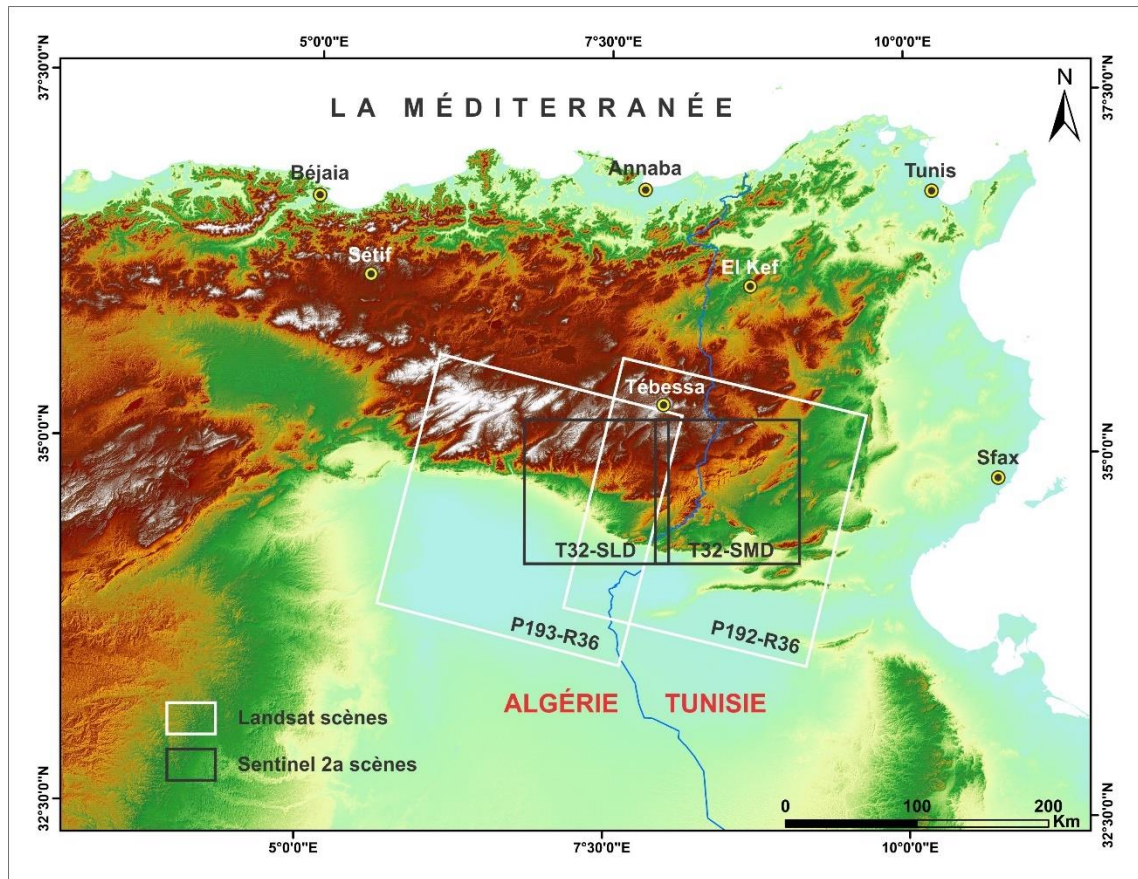 5°0'0"E 7°30'0"E 10°0'0"E
37°30'0"N
37°30'0"N
N
LA MÉDITERRANÉE
Béjaia
Annaba
Tunis
Sétif
El Kef
Tébessa
35°0'0"N
35°0'0"N
Sfax
T32-SLD
T32-SMD
P193-R36
P192-R36
ALGÉRIE TUNISIE
Landsat scènes
Sentinel 2a scènes
32°30'0"N
32°30'0"N
0 100 200
Km
5°0'0"E 7°30'0"E 10°0'0"E